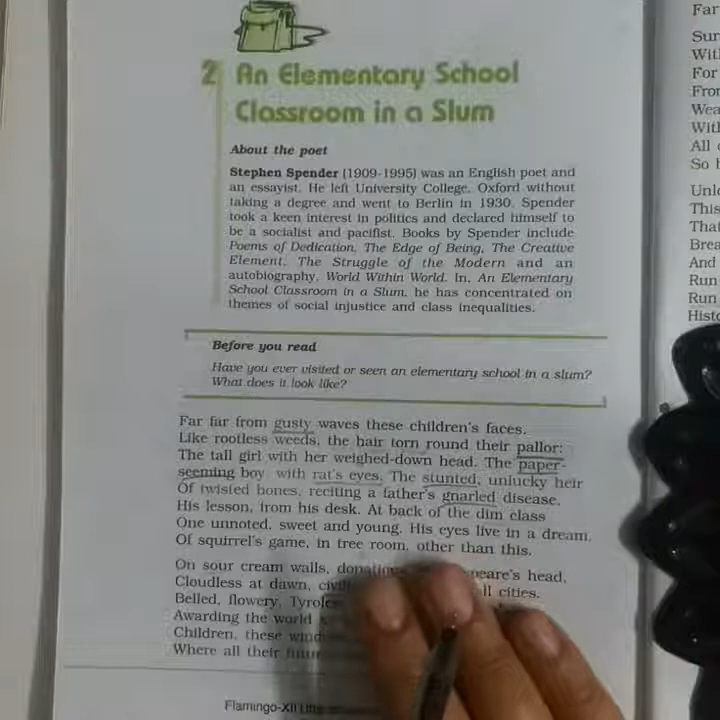 2 An Elementary School
Classroom in a Slum
About the poet
Stephen Spender (1909-1995) was an English poet and
an essayist. He left University College, Oxford without
taking a degree and went to Berlin in 1930. Spender
took a keen interest in politics and declared himself to
be a socialist and pacifist. Books by Spender include
Poems of Dedication, The Edge of Being, The Creative
Element, The Struggle of the Modern and an
autobiography, World Within World. In, An Elementary
School Classroom in a Slum, he has concentrated on
themes of social injustice and class inequalities.
Before you read
Have you ever visited or seen an elementary school in a slum?
What does it look like?
Far far from gusty waves these children's faces.
Like rootless weeds, the hair torn round their pallor:
The tall girl with her weighed-down head. The paper-
seeming boy, with rat's eyes. The stunted, unlucky heir
Of twisted bones, reciting a father's gnarled disease,
His lesson, from his desk. At back of the dim class
One unnoted, sweet and young. His eyes live in a dream,
Of squirrel's game, in tree room, other than this.
On sour cream walls, donations. head,
Cloudless at dawn, cities.
Belled, flowery,
Awarding the world
Children, these
Where all their
Flamingo-XII
Far
Sur
With
For
From
Wea
With
All
So
Unl
This
That
Brea
And
Run
Run
Hist